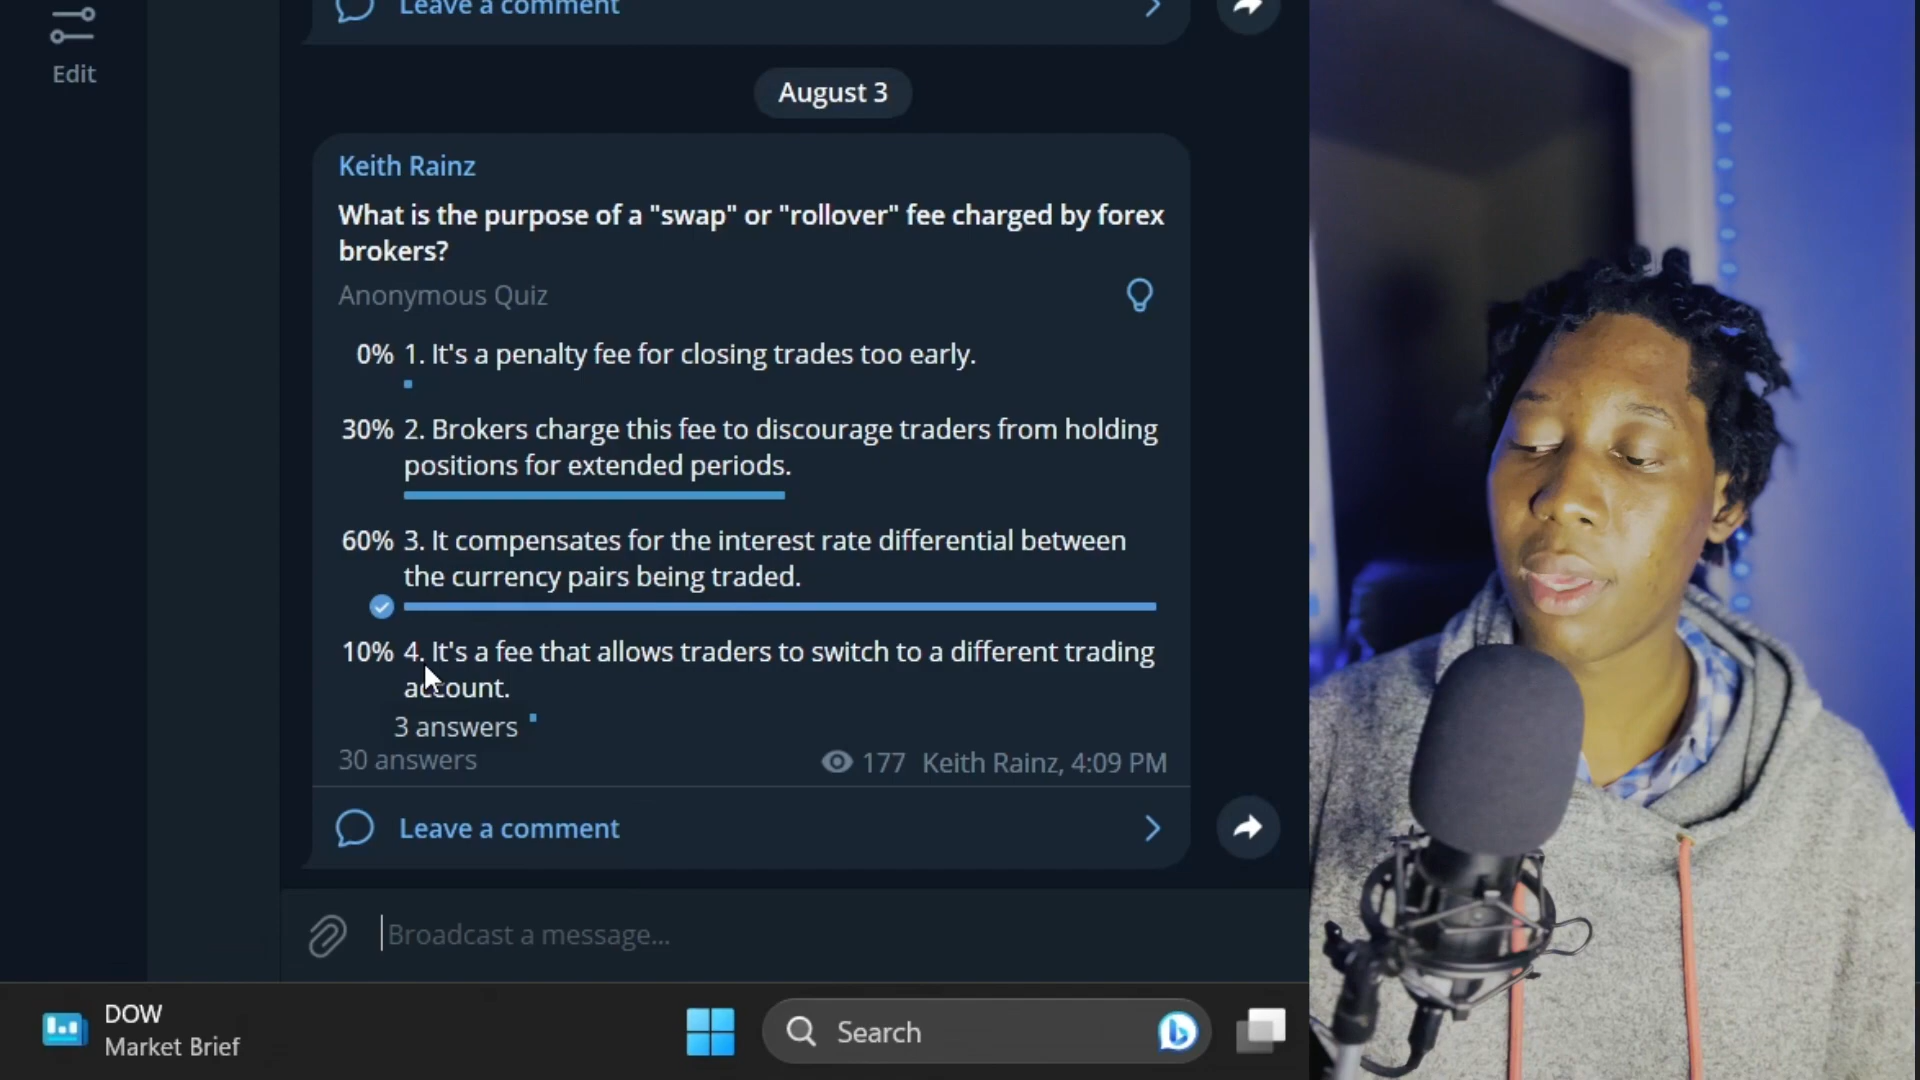 Leave a comment
Edit
August 3
Keith Rainz
What is the purpose of a "swap" or "rollover" fee charged by forex
brokers?
Anonymous Quiz
0% 1. It's a penalty fee for closing trades too early.
30% 2. Brokers charge this fee to discourage traders from holding
positions for extended periods.
60% 3. It compensates for the interest rate differential between
the currency pairs being traded.
10% 4. It's a fee that allows traders to switch to a different trading
account.
3 answers
30 answers 177 Keith Rainz, 4:09 PM
Leave a comment
Broadcast a message...
DOW
Market Brief
Search